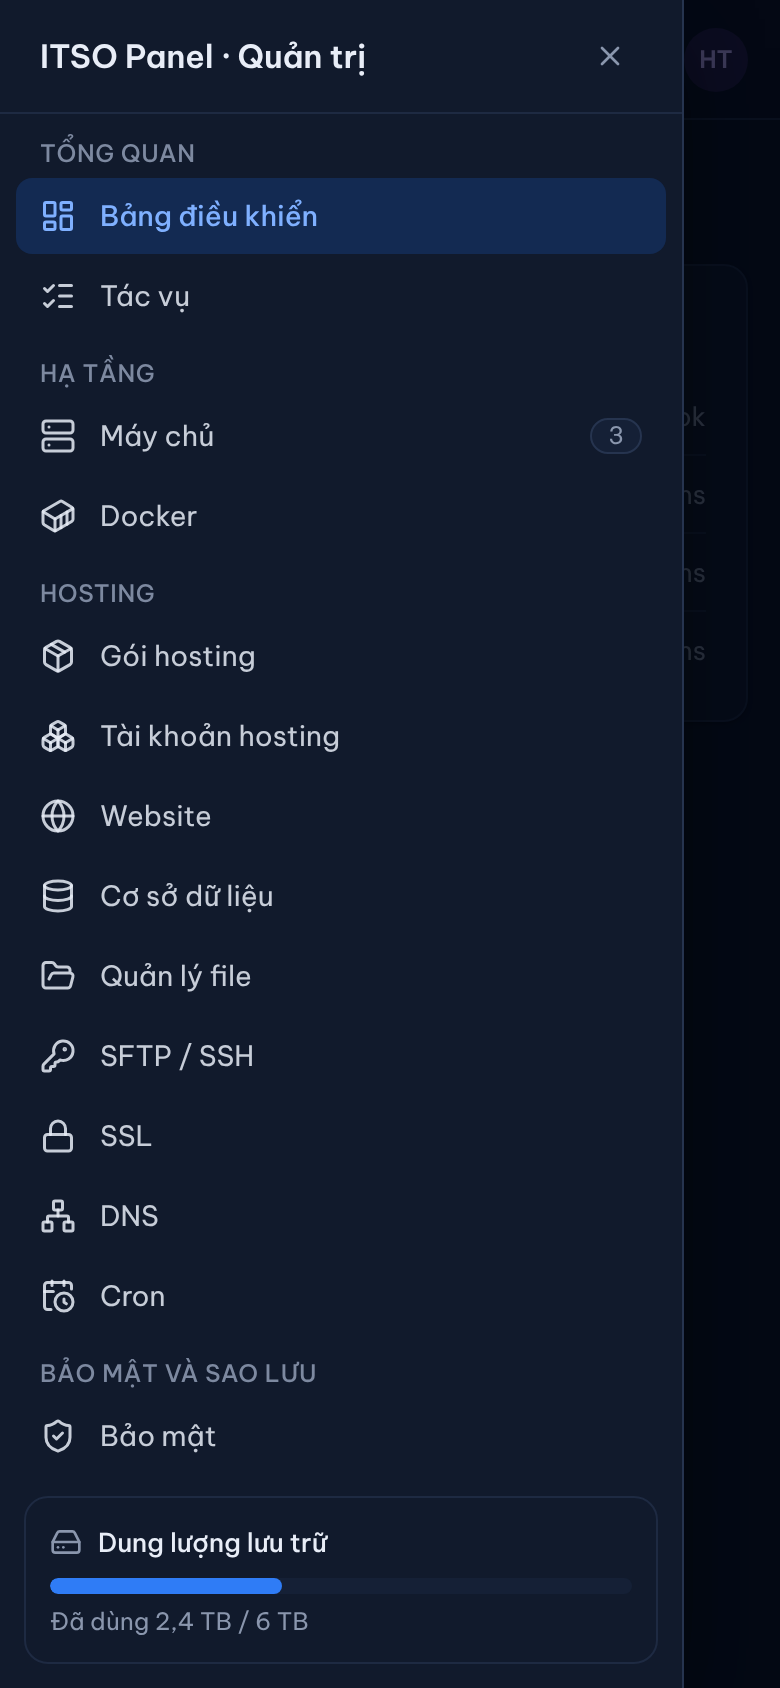 ITSO Panel · Quản trị
HT
TỔNG QUAN
Bảng điều khiển
Tác vụ
HẠ TẦNG
Máy chủ
3
Docker
HOSTING
Gói hosting
Tài khoản hosting
Website
Cơ sở dữ liệu
Quản lý file
SFTP / SSH
SSL
DNS
Cron
BẢO MẬT VÀ SAO LƯU
Bảo mật
Dung lượng lưu trữ
Đã dùng 2,4 TB / 6 TB